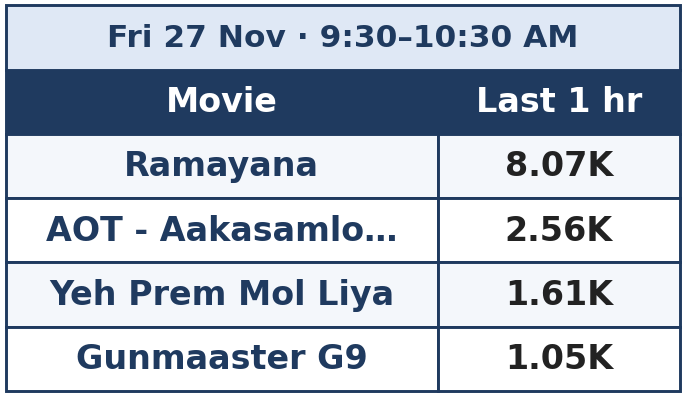 Fri 27 Nov · 9:30–10:30 AM
Movie Last 1 hr
Ramayana 8.07K
AOT - Aakasamlo… 2.56K
Yeh Prem Mol Liya 1.61K
Gunmaaster G9 1.05K